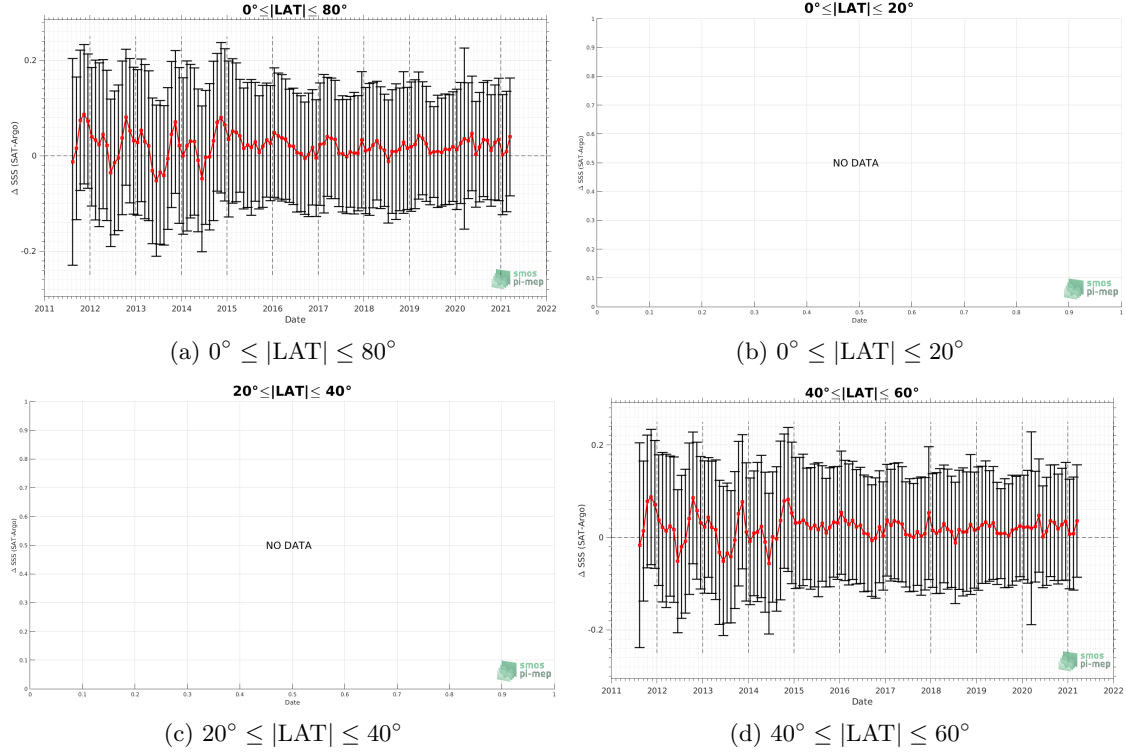 0°≤|LAT|≤ 80°
Δ SSS (SAT-Argo)
0.2
0
-0.2
2011 2012 2013 2014 2015 2016 2017 2018 2019 2020 2021 2022
Date
smos
pi-mep
(a) 0° ≤ |LAT| ≤ 80°
0°≤|LAT|≤ 20°
Δ SSS (SAT-Argo)
1
0.9
0.8
0.7
0.6
0.5
0.4
0.3
0.2
0.1
0
NO DATA
0 0.1 0.2 0.3 0.4 0.5 0.6 0.7 0.8 0.9 1
Date
smos
pi-mep
(b) 0° ≤ |LAT| ≤ 20°
20°≤|LAT|≤ 40°
Δ SSS (SAT-Argo)
1
0.9
0.8
0.7
0.6
0.5
0.4
0.3
0.2
0.1
0
NO DATA
0 0.1 0.2 0.3 0.4 0.5 0.6 0.7 0.8 0.9 1
Date
smos
pi-mep
(c) 20° ≤ |LAT| ≤ 40°
40°≤|LAT|≤ 60°
Δ SSS (SAT-Argo)
0.2
0
-0.2
2011 2012 2013 2014 2015 2016 2017 2018 2019 2020 2021 2022
Date
smos
pi-mep
(d) 40° ≤ |LAT| ≤ 60°